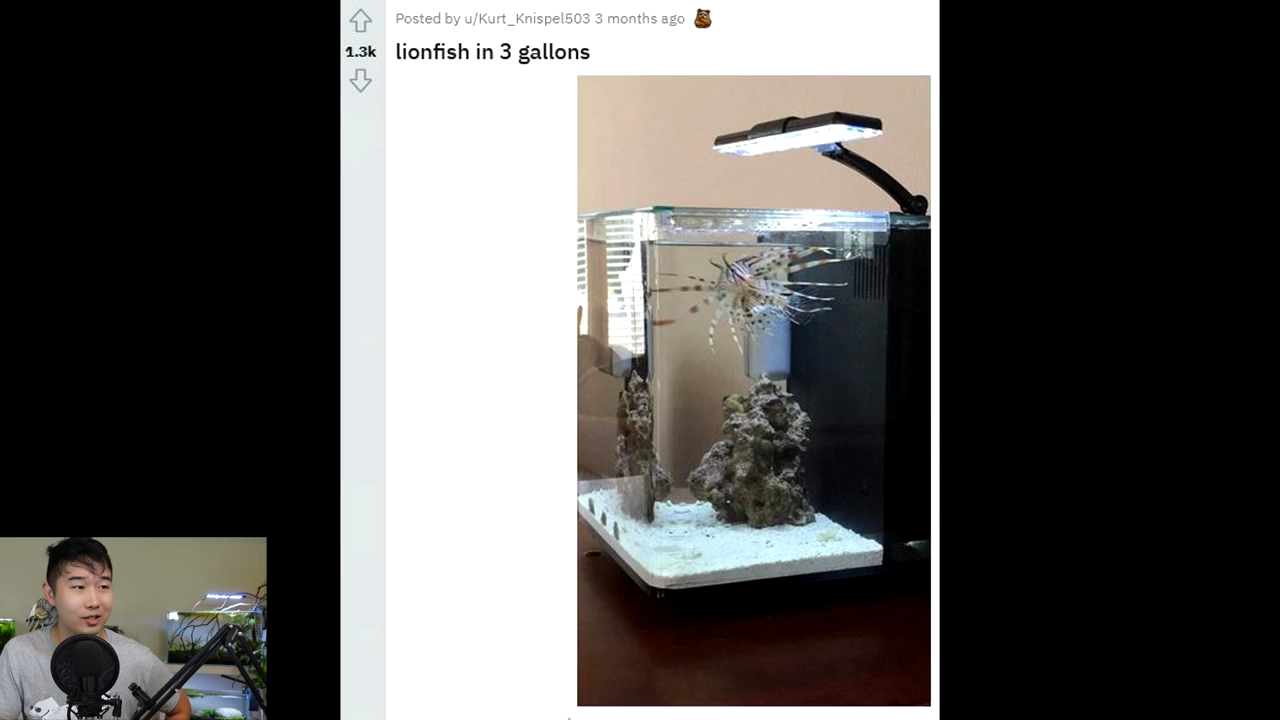 Posted by u/Kurt_Knispel503 3 months ago
1.3k
lionfish in 3 gallons